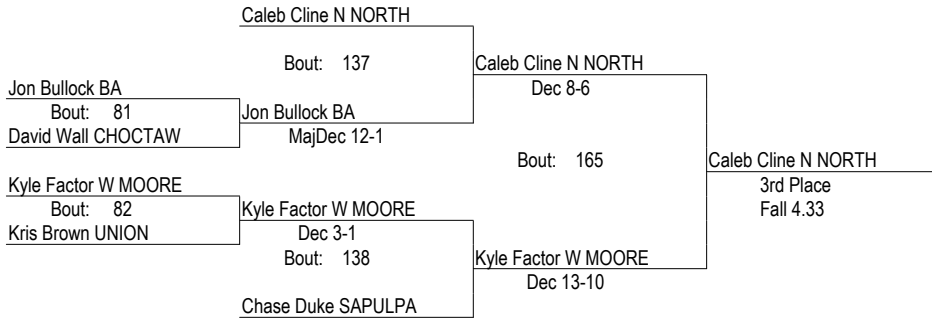 Caleb Cline N NORTH
Bout: 137
Caleb Cline N NORTH
Jon Bullock BA
Dec 8-6
Bout: 81
Jon Bullock BA
David Wall CHOCTAW
MajDec 12-1
Bout: 165
Caleb Cline N NORTH
Kyle Factor W MOORE
3rd Place
Bout: 82
Kyle Factor W MOORE
Fall 4.33
Kris Brown UNION
Dec 3-1
Bout: 138
Kyle Factor W MOORE
Dec 13-10
Chase Duke SAPULPA